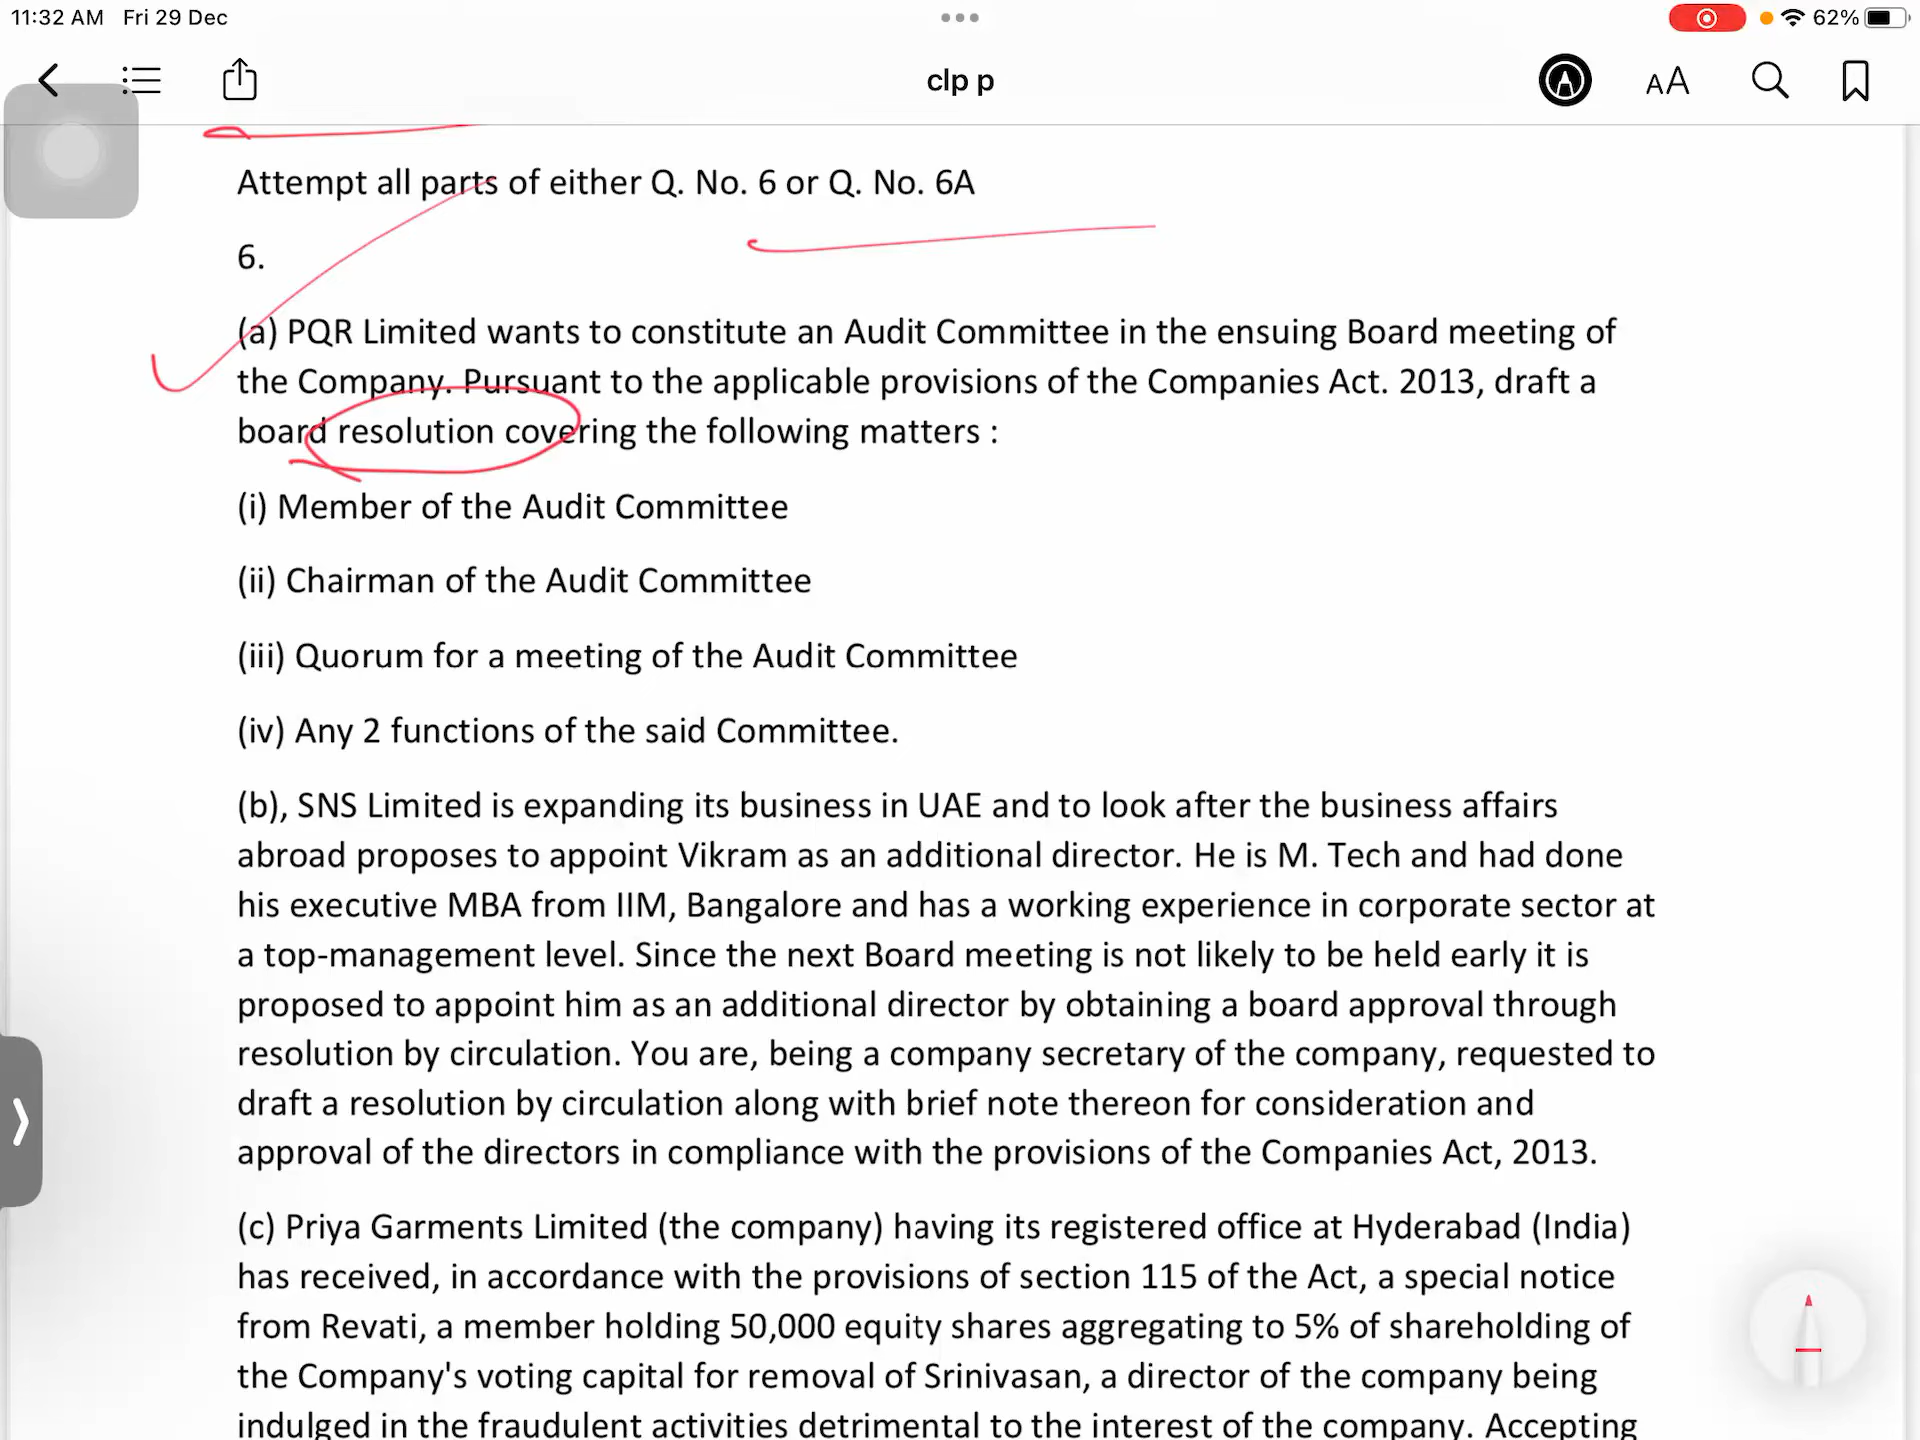 11:32 AM Fri 29 Dec
62%
clp p
AA
Attempt all parts of either Q. No. 6 or Q. No. 6A
6.
(a) PQR Limited wants to constitute an Audit Committee in the ensuing Board meeting of
the Company. Pursuant to the applicable provisions of the Companies Act. 2013, draft a
board resolution covering the following matters :
(i) Member of the Audit Committee
(ii) Chairman of the Audit Committee
(iii) Quorum for a meeting of the Audit Committee
(iv) Any 2 functions of the said Committee.
(b), SNS Limited is expanding its business in UAE and to look after the business affairs
abroad proposes to appoint Vikram as an additional director. He is M. Tech and had done
his executive MBA from IIM, Bangalore and has a working experience in corporate sector at
a top-management level. Since the next Board meeting is not likely to be held early it is
proposed to appoint him as an additional director by obtaining a board approval through
resolution by circulation. You are, being a company secretary of the company, requested to
draft a resolution by circulation along with brief note thereon for consideration and
approval of the directors in compliance with the provisions of the Companies Act, 2013.
(c) Priya Garments Limited (the company) having its registered office at Hyderabad (India)
has received, in accordance with the provisions of section 115 of the Act, a special notice
from Revati, a member holding 50,000 equity shares aggregating to 5% of shareholding of
the Company's voting capital for removal of Srinivasan, a director of the company being
indulged in the fraudulent activities detrimental to the interest of the company. Accepting